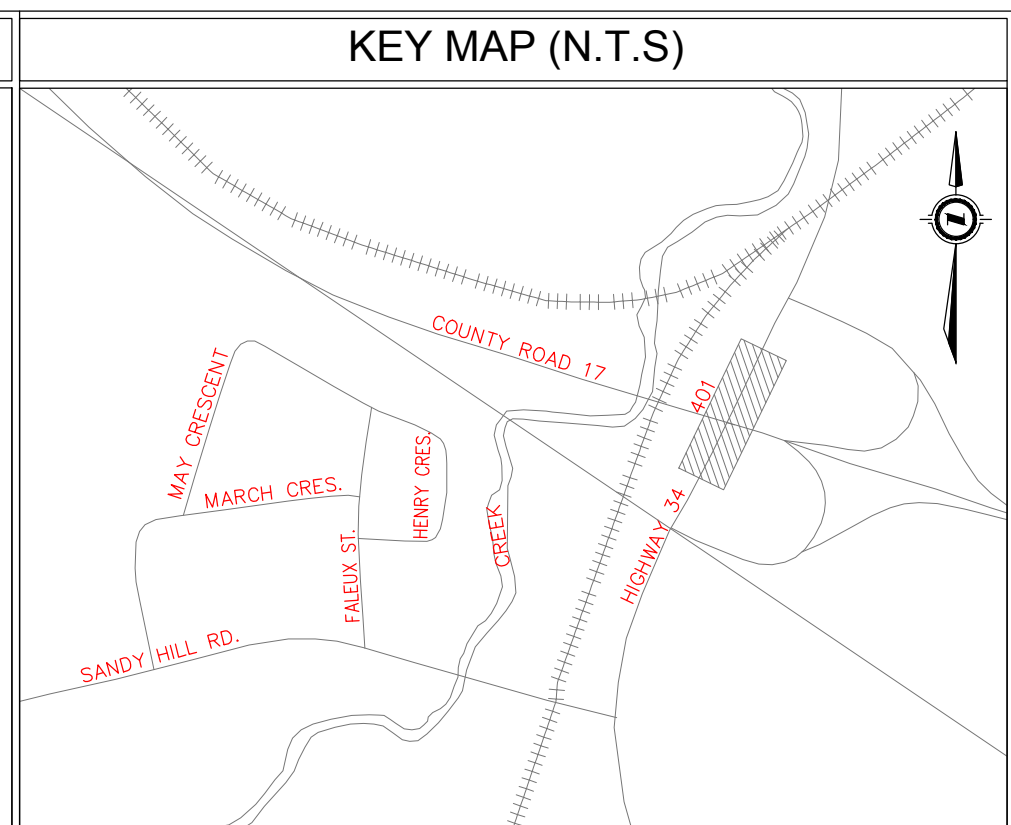 KEY MAP (N.T.S)
COUNTY ROAD 17
MAY CRESCENT
401
HENRY CRES.
MARCH CRES.
CREEK
HIGHWAY 34
FALEUX ST.
SANDY HILL RD.
Z